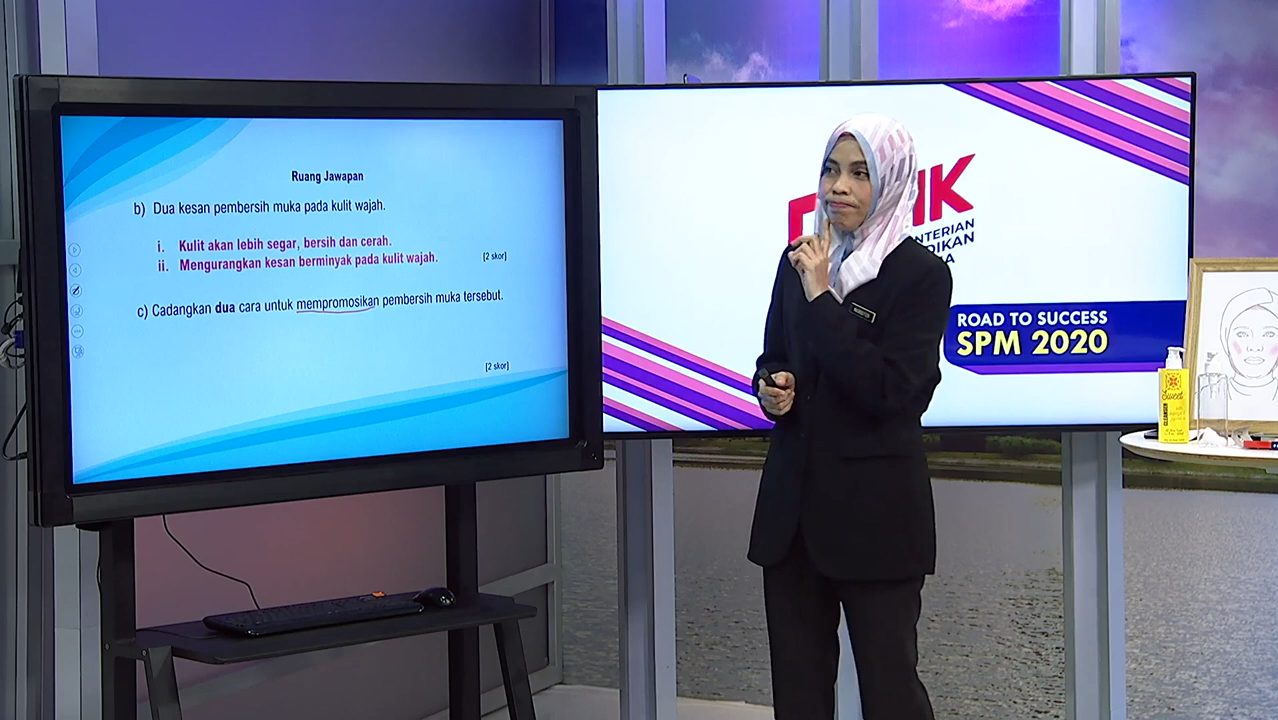 Ruang Jawapan
b) Dua kesan pembersih muka pada kulit wajah.
i. Kulit akan lebih segar, bersih dan cerah.
ii. Mengurangkan kesan berminyak pada kulit wajah.
[2 skor]
c) Cadangkan dua cara untuk mempromosikan pembersih muka tersebut.
[2 skor]
ROAD TO SUCCESS
SPM 2020
Sweet